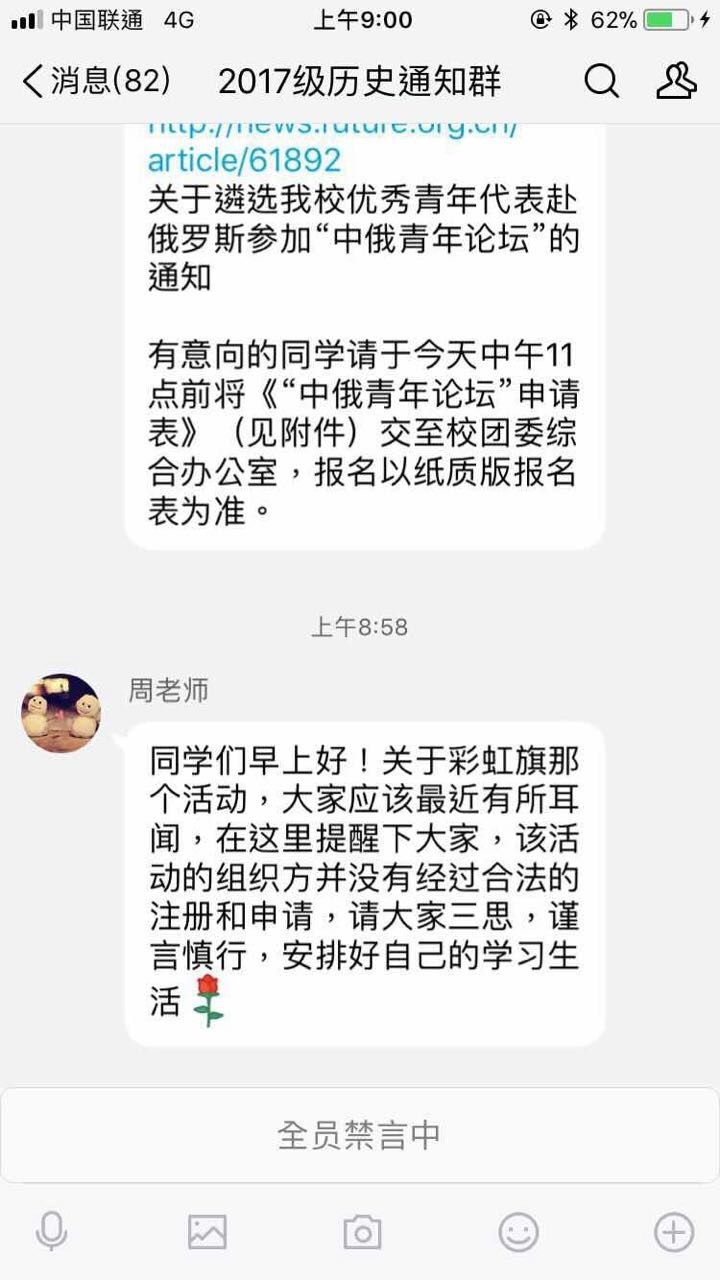 中国联通 4G 上午9:00 62%
消息(82) 2017级历史通知群
http://news.future.org.cn/
article/61892
关于遴选我校优秀青年代表赴
俄罗斯参加“中俄青年论坛”的
通知
有意向的同学请于今天中午11
点前将《“中俄青年论坛”申请
表》（见附件）交至校团委综
合办公室，报名以纸质版报名
表为准。
上午8:58
周老师
同学们早上好！关于彩虹旗那
个活动，大家应该最近有所耳
闻，在这里提醒下大家，该活
动的组织方并没有经过合法的
注册和申请，请大家三思，谨
言慎行，安排好自己的学习生
活🌹
全员禁言中